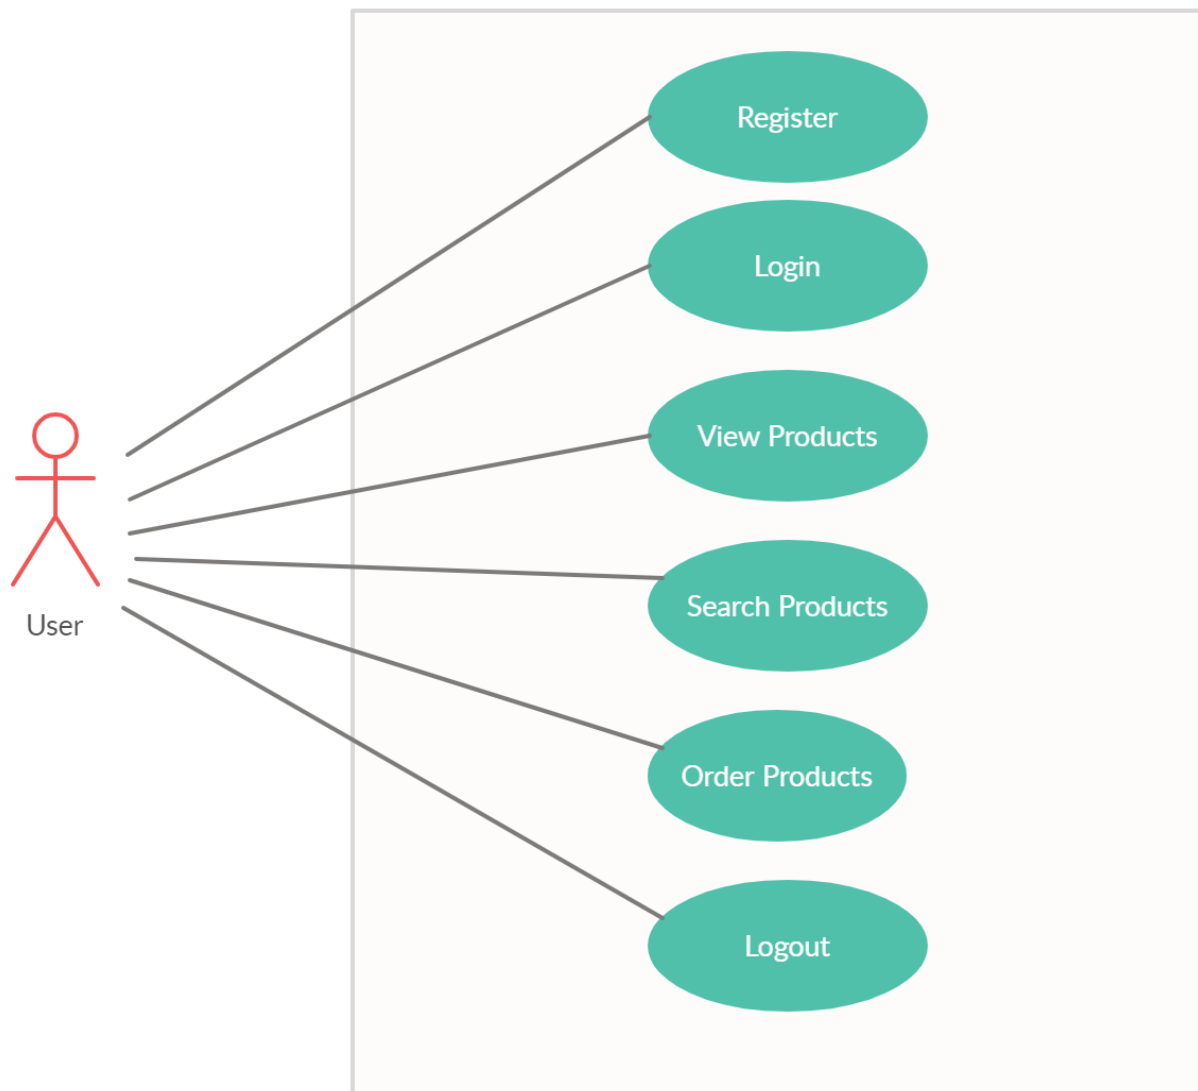 Register
Login
View Products
Search Products
User
Order Products
Logout